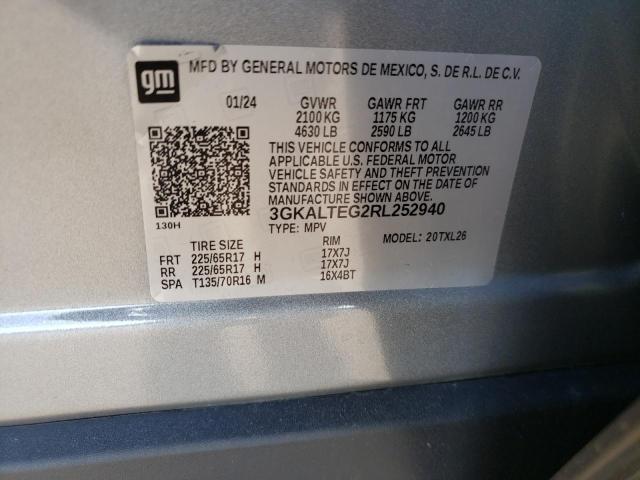 gm
MFD BY GENERAL MOTORS DE MEXICO, S. DE R.L. DE C.V.
01/24 GVWR GAWR FRT GAWR RR
2100 KG 1175 KG 1200 KG
4630 LB 2590 LB 2645 LB
THIS VEHICLE CONFORMS TO ALL
APPLICABLE U.S. FEDERAL MOTOR
VEHICLE SAFETY AND THEFT PREVENTION
STANDARDS IN EFFECT ON THE DATE OF
MANUFACTURE SHOWN ABOVE.
3GKALTEG2RL252940
130H
TYPE: MPV MODEL: 20TXL26
TIRE SIZE RIM
FRT 225/65R17 H 17X7J
RR 225/65R17 H 17X7J
SPA T135/70R16 M 16X4BT